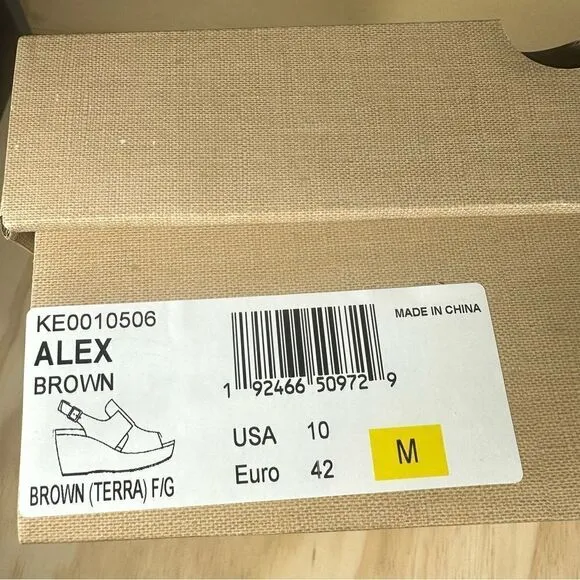 KE0010506
ALEX
BROWN
BROWN (TERRA) F/G
1 92466 50972 9
USA 10
Euro 42
M
MADE IN CHINA